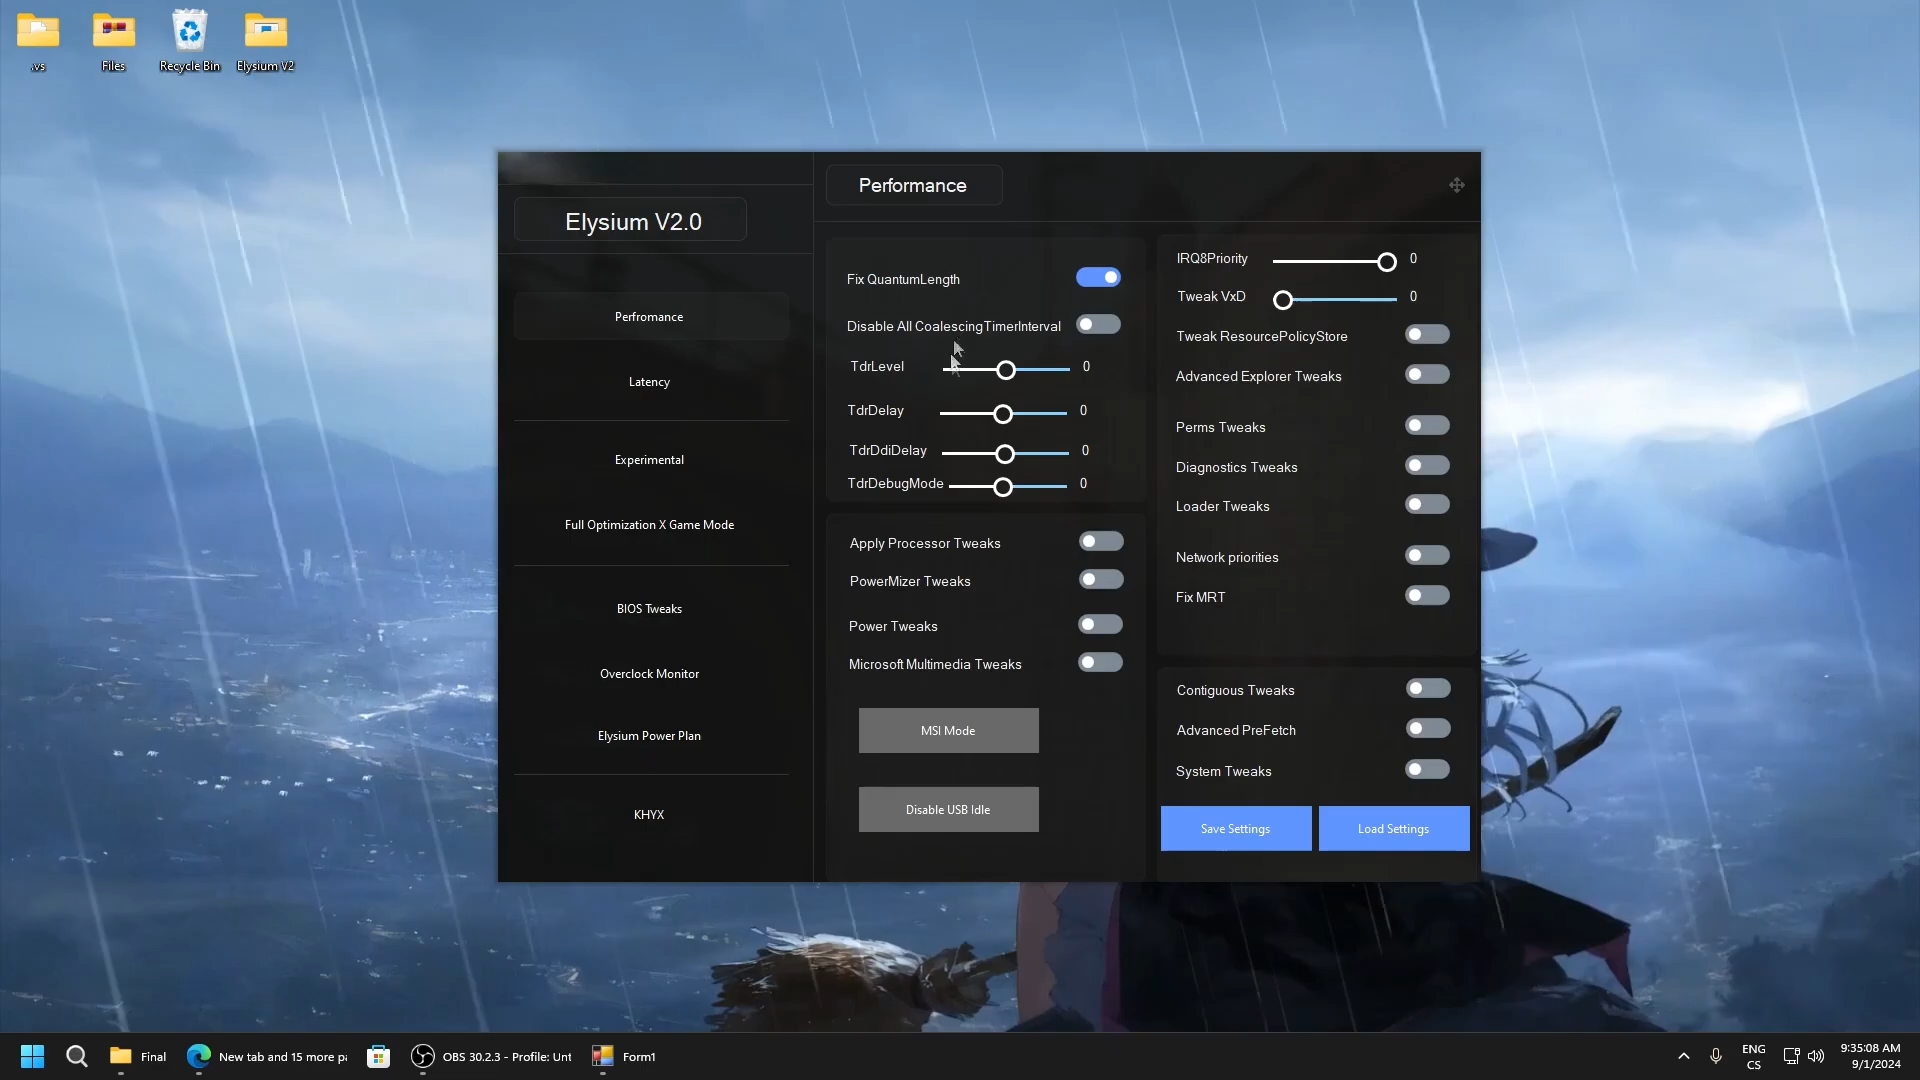 .vs
Files
Recycle Bin
Elysium V2
Elysium V2.0
Perfromance
Latency
Experimental
Full Optimization X Game Mode
BIOS Tweaks
Overclock Monitor
Elysium Power Plan
KHYX
Performance
Fix QuantumLength
Disable All CoalescingTimerInterval
TdrLevel 0
TdrDelay 0
TdrDdiDelay 0
TdrDebugMode 0
Apply Processor Tweaks
PowerMizer Tweaks
Power Tweaks
Microsoft Multimedia Tweaks
MSI Mode
Disable USB Idle
IRQ8Priority 0
Tweak VxD 0
Tweak ResourcePolicyStore
Advanced Explorer Tweaks
Perms Tweaks
Diagnostics Tweaks
Loader Tweaks
Network priorities
Fix MRT
Contiguous Tweaks
Advanced PreFetch
System Tweaks
Save Settings
Load Settings
Final
New tab and 15 more pa
OBS 30.2.3 - Profile: Unt
Form1
ENG
CS
9:35:08 AM
9/1/2024